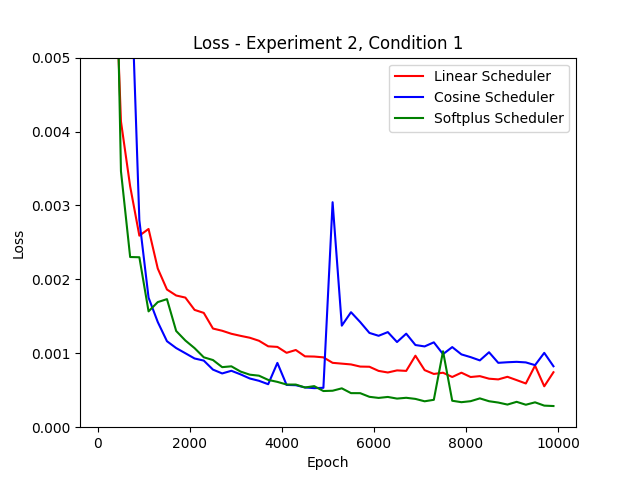 Loss - Experiment 2, Condition 1
Linear Scheduler
Cosine Scheduler
Softplus Scheduler
Loss
0.005
0.004
0.003
0.002
0.001
0.000
0 2000 4000 6000 8000 10000
Epoch